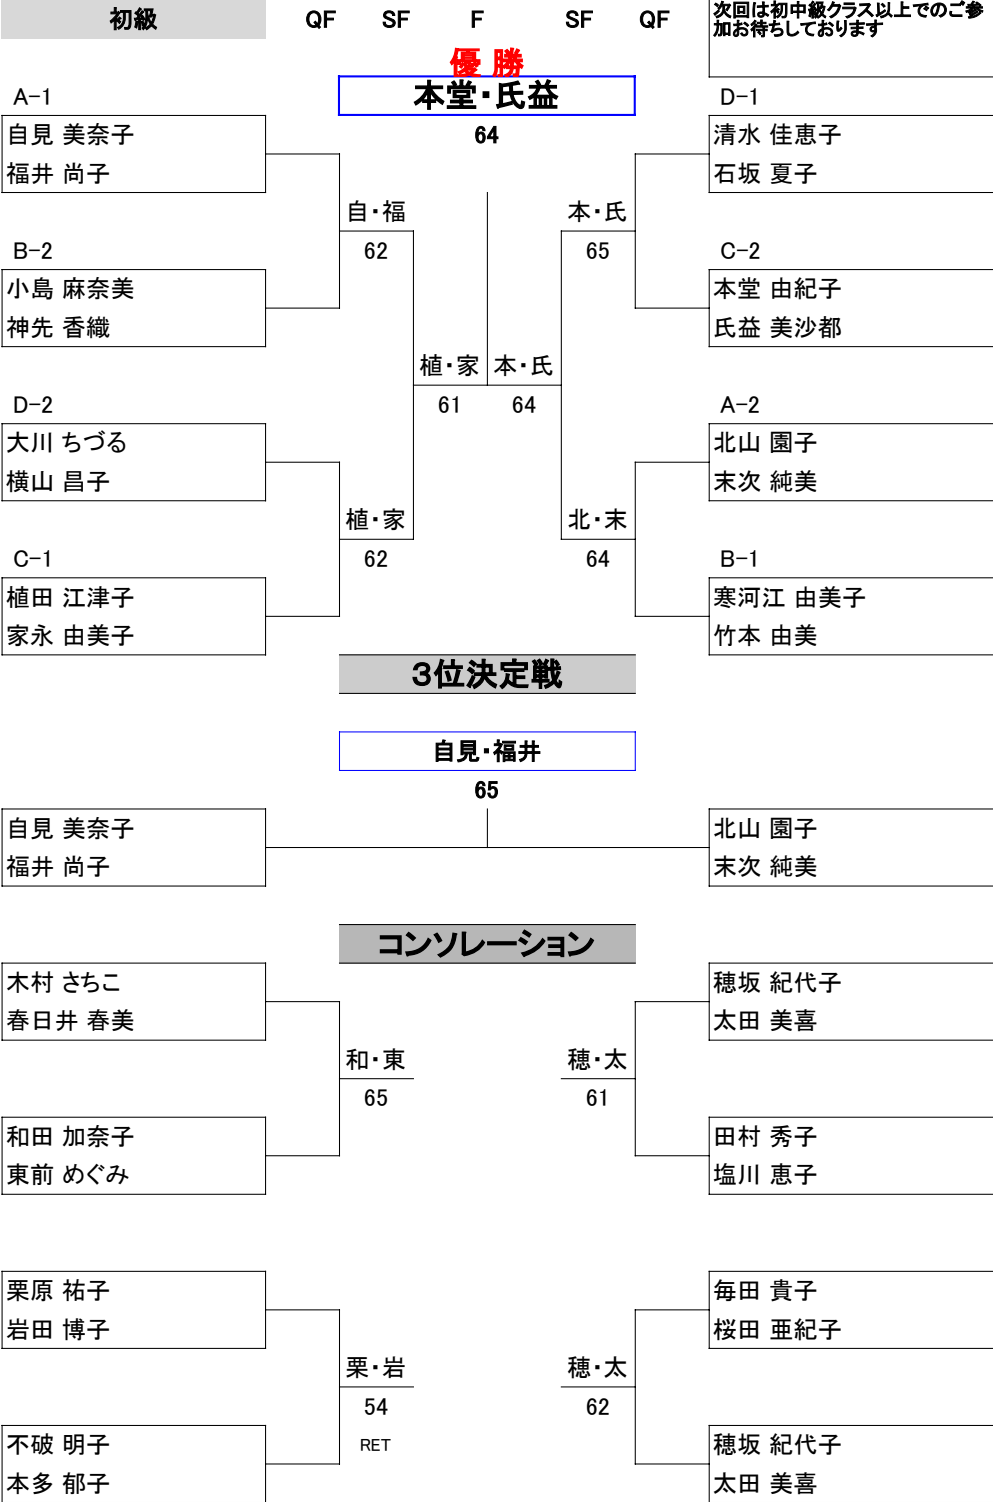 初級 QF SF F SF QF 次回は初中級クラス以上でのご参
加お待ちしております
優 勝
本堂・氏益
64
A-1 D-1
自見 美奈子 清水 佳恵子
福井 尚子 石坂 夏子
自・福 本・氏
62 65
B-2 C-2
小島 麻奈美 本堂 由紀子
神先 香織 氏益 美沙都
植・家 本・氏
61 64
D-2 A-2
大川 ちづる 北山 園子
横山 昌子 末次 純美
植・家 北・末
62 64
C-1 B-1
植田 江津子 寒河江 由美子
家永 由美子 竹本 由美
3位決定戦
自見・福井
65
自見 美奈子 北山 園子
福井 尚子 末次 純美
コンソレーション
木村 さちこ 穂坂 紀代子
春日井 春美 太田 美喜
和・東 穂・太
65 61
和田 加奈子 田村 秀子
東前 めぐみ 塩川 恵子
栗原 祐子 毎田 貴子
岩田 博子 桜田 亜紀子
栗・岩 穂・太
54 62
RET
不破 明子 穂坂 紀代子
本多 郁子 太田 美喜